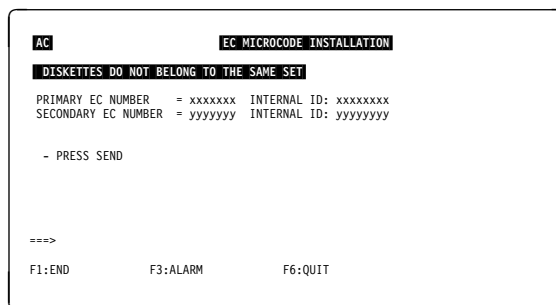 AC EC MICROCODE INSTALLATION
DISKETTES DO NOT BELONG TO THE SAME SET
PRIMARY EC NUMBER = xxxxxxx INTERNAL ID: xxxxxxxx
SECONDARY EC NUMBER = yyyyyyy INTERNAL ID: yyyyyyyy
- PRESS SEND
===>
F1:END F3:ALARM F6:QUIT